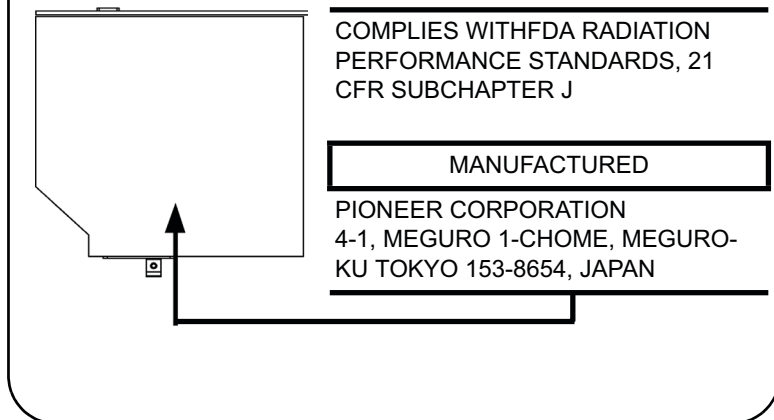 COMPLIES WITHFDA RADIATION
PERFORMANCE STANDARDS, 21
CFR SUBCHAPTER J
MANUFACTURED
PIONEER CORPORATION
4-1, MEGURO 1-CHOME, MEGURO-
KU TOKYO 153-8654, JAPAN